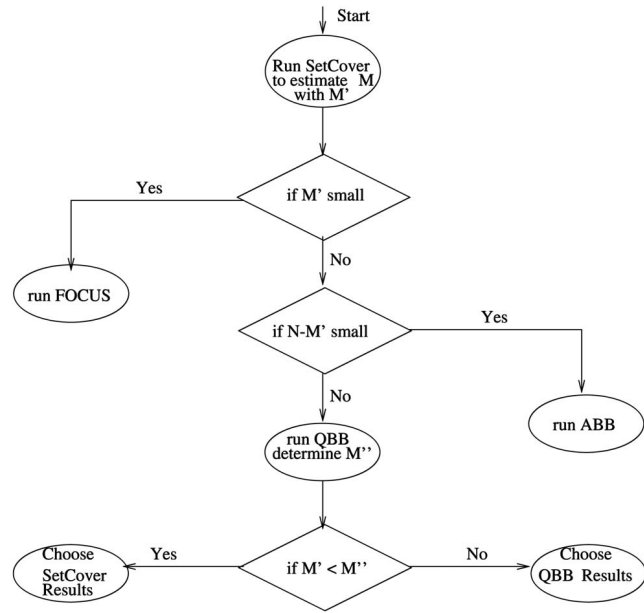 Start
Run SetCover
to estimate M
with M'
if M' small
Yes
No
run FOCUS
if N-M' small
Yes
No
run ABB
run QBB
determine M''
if M' < M''
Yes
No
Choose
SetCover
Results
Choose
QBB Results